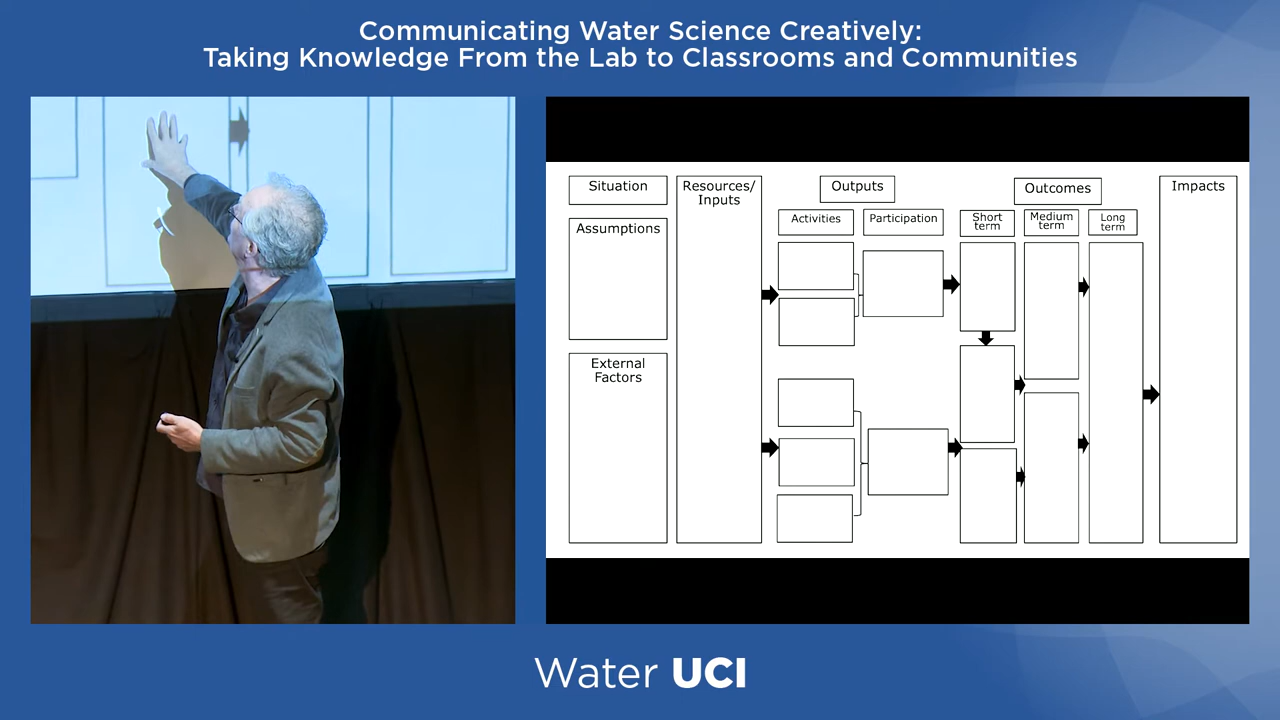 Communicating Water Science Creatively:
Taking Knowledge From the Lab to Classrooms and Communities
Situation
Assumptions
External
Factors
Resources/
Inputs
Outputs
Activities
Participation
Outcomes
Short
term
Medium
term
Long
term
Impacts
Water UCI